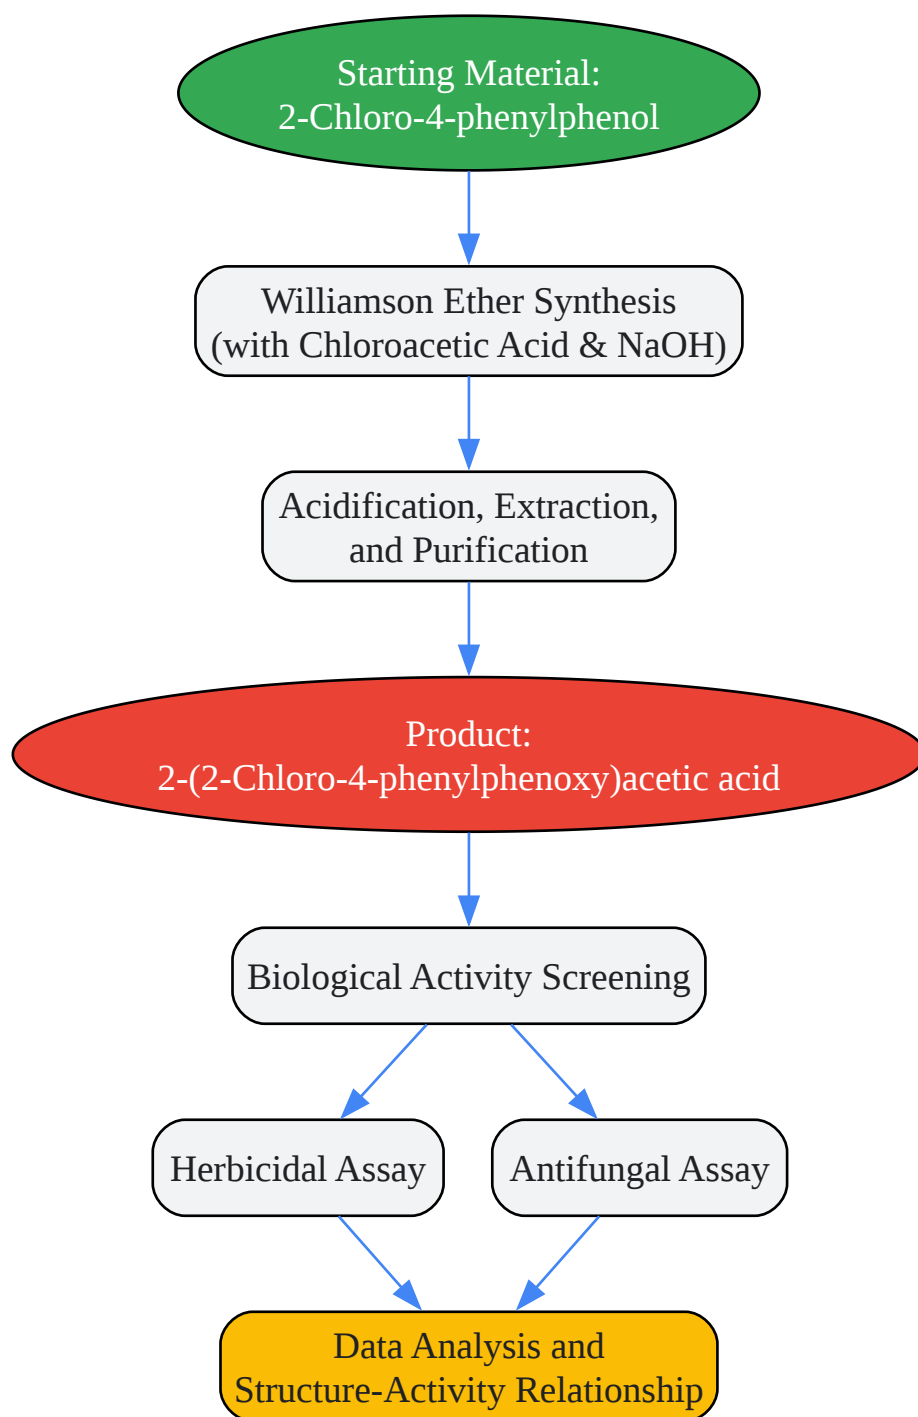 Starting Material:
2-Chloro-4-phenylphenol
Williamson Ether Synthesis
(with Chloroacetic Acid & NaOH)
Acidification, Extraction,
and Purification
Product:
2-(2-Chloro-4-phenylphenoxy)acetic acid
Biological Activity Screening
Herbicidal Assay
Antifungal Assay
Data Analysis and
Structure-Activity Relationship